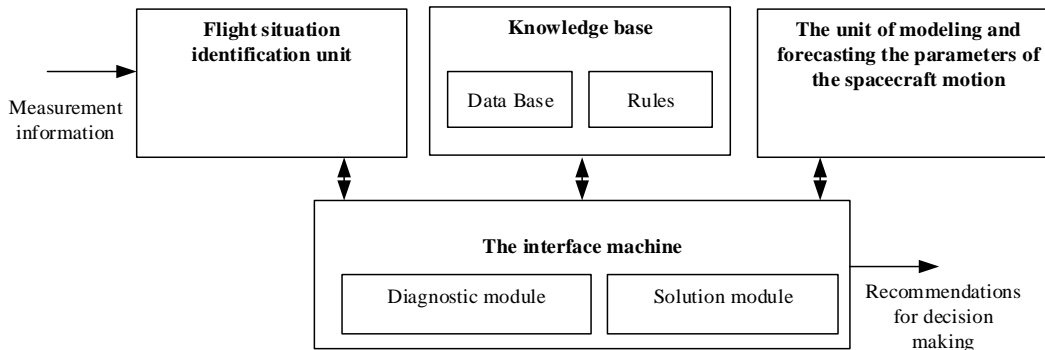 Flight situation
identification unit
Knowledge base
The unit of modeling and
forecasting the parameters of
the spacecraft motion
Measurement
information
Data Base
Rules
The interface machine
Diagnostic module
Solution module
Recommendations
for decision
making